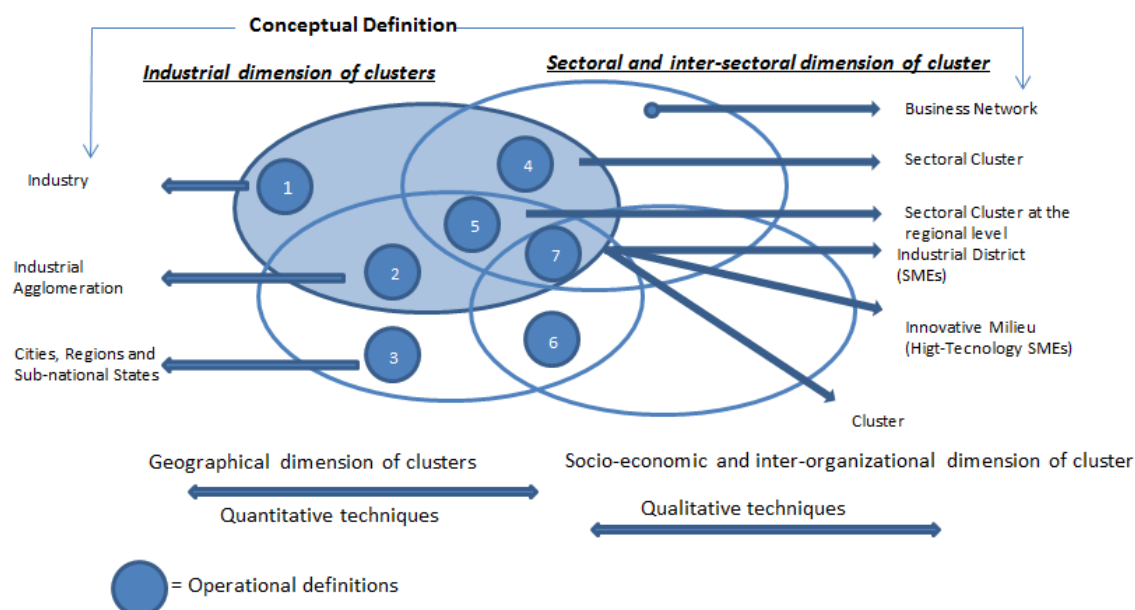 Conceptual Definition
Industrial dimension of clusters
Sectoral and inter-sectoral dimension of cluster
Business Network
Sectoral Cluster
Industry
Sectoral Cluster at the
regional level
Industrial District
(SMEs)
Industrial
Agglomeration
Innovative Milieu
(Higt-Tecnology SMEs)
Cities, Regions and
Sub-national States
Cluster
1
4
5
7
2
3
6
Geographical dimension of clusters
Socio-economic and inter-organizational dimension of cluster
Quantitative techniques
Qualitative techniques
= Operational definitions